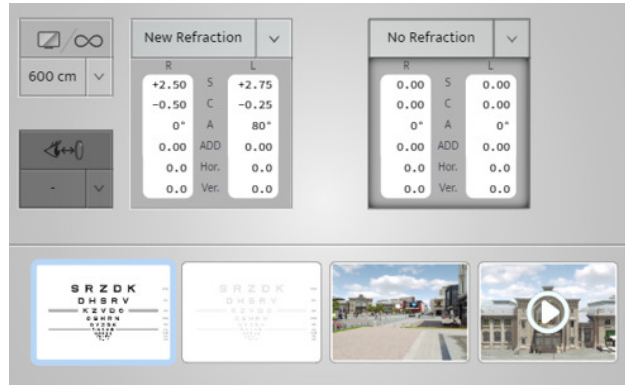 /∞
600 cm
-
New Refraction
R L
+2.50 S +2.75
-0.50 C -0.25
0° A 80°
0.00 ADD 0.00
0.0 Hor. 0.0
0.0 Ver. 0.0
No Refraction
R L
0.00 S 0.00
0.00 C 0.00
0° A 0°
0.00 ADD 0.00
0.0 Hor. 0.0
0.0 Ver. 0.0
S R Z D K
D H S R V
K Z V D C
S R Z D K
D H S R V
K Z V D C